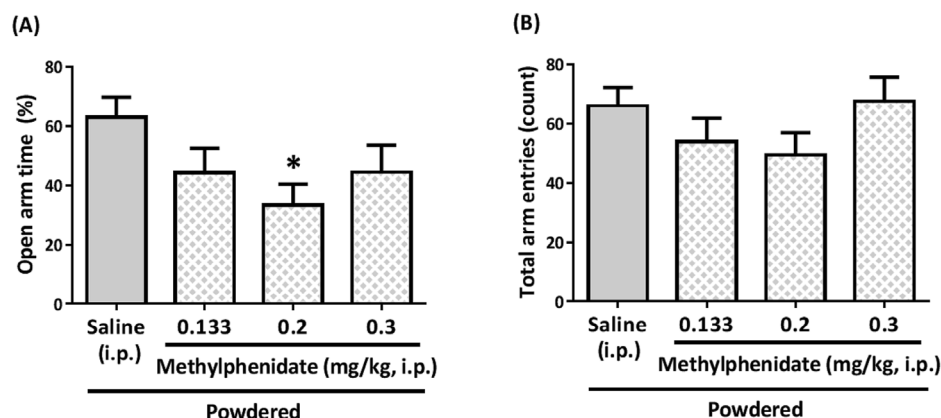 (A)
Open arm time (%)
80
60
40
20
0
*
Saline
(i.p.)
0.133 0.2 0.3
Methylphenidate (mg/kg, i.p.)
Powdered
(B)
Total arm entries (count)
80
60
40
20
0
Saline
(i.p.)
0.133 0.2 0.3
Methylphenidate (mg/kg, i.p.)
Powdered